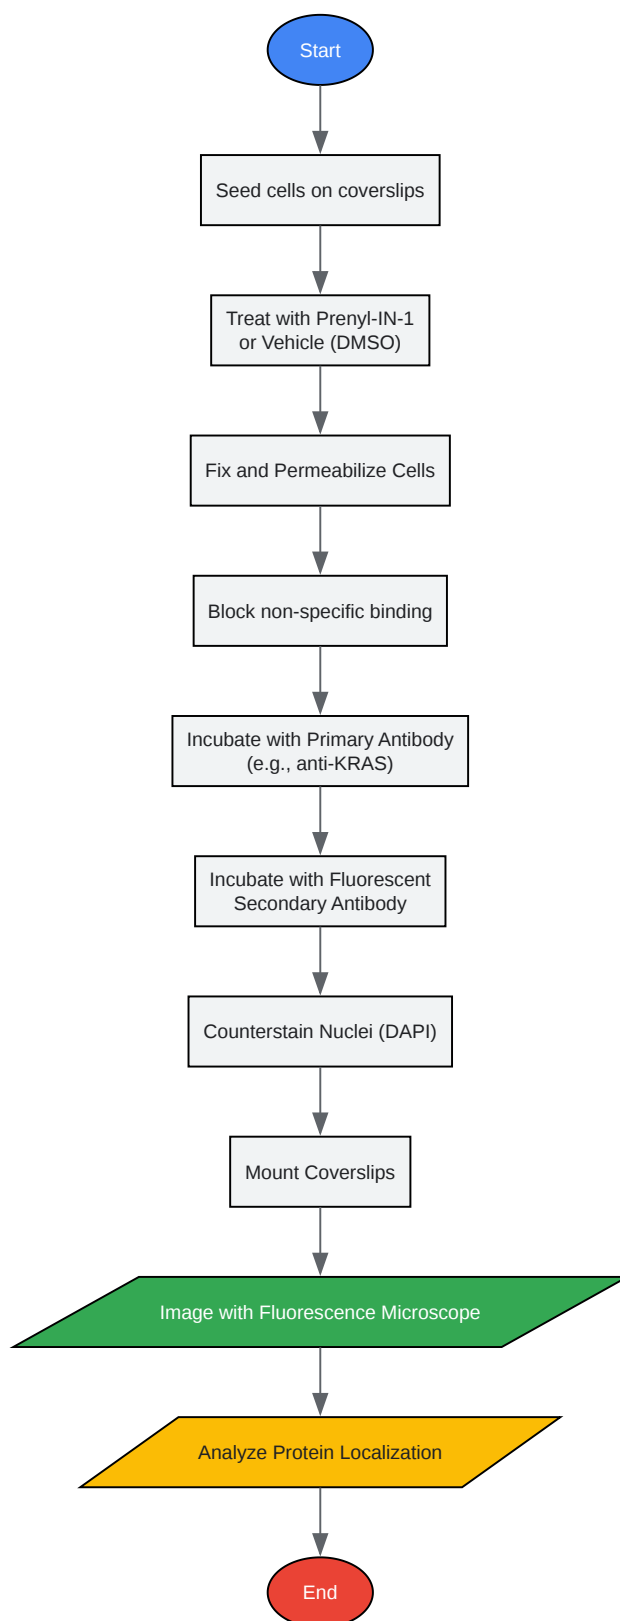 Start
Seed cells on coverslips
Treat with Prenyl-IN-1
or Vehicle (DMSO)
Fix and Permeabilize Cells
Block non-specific binding
Incubate with Primary Antibody
(e.g., anti-KRAS)
Incubate with Fluorescent
Secondary Antibody
Counterstain Nuclei (DAPI)
Mount Coverslips
Image with Fluorescence Microscope
Analyze Protein Localization
End